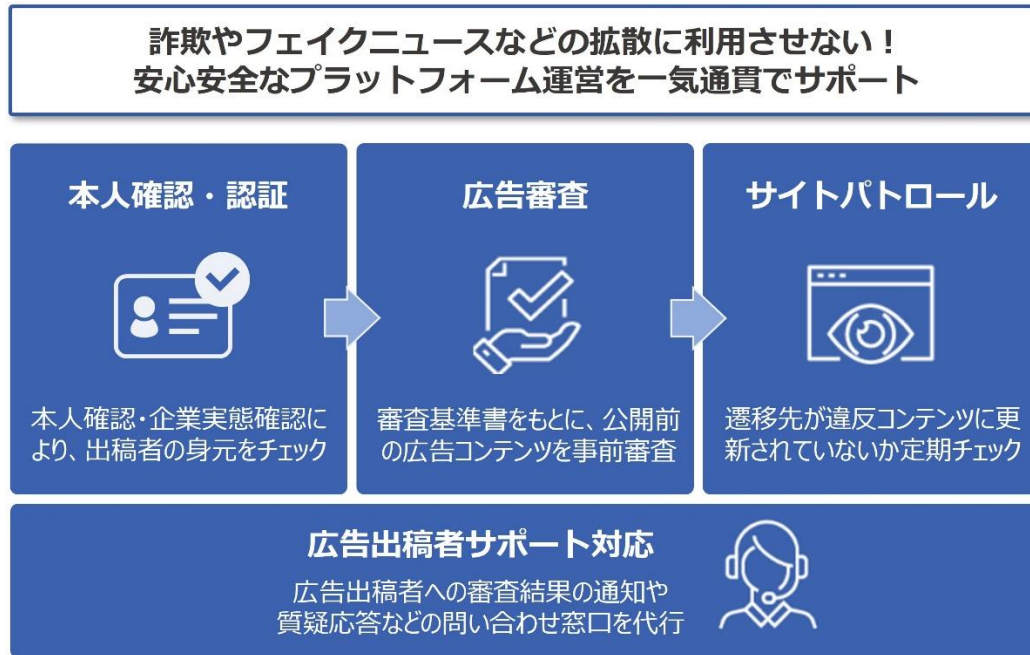 詐欺やフェイクニュースなどの拡散に利用させない！
安心安全なプラットフォーム運営を一気通貫でサポート
本人確認・認証
本人確認･企業実態確認に
より、出稿者の身元をチェック
広告審査
審査基準書をもとに、公開前
の広告コンテンツを事前審査
サイトパトロール
遷移先が違反コンテンツに更
新されていないか定期チェック
広告出稿者サポート対応
広告出稿者への審査結果の通知や
質疑応答などの問い合わせ窓口を代行